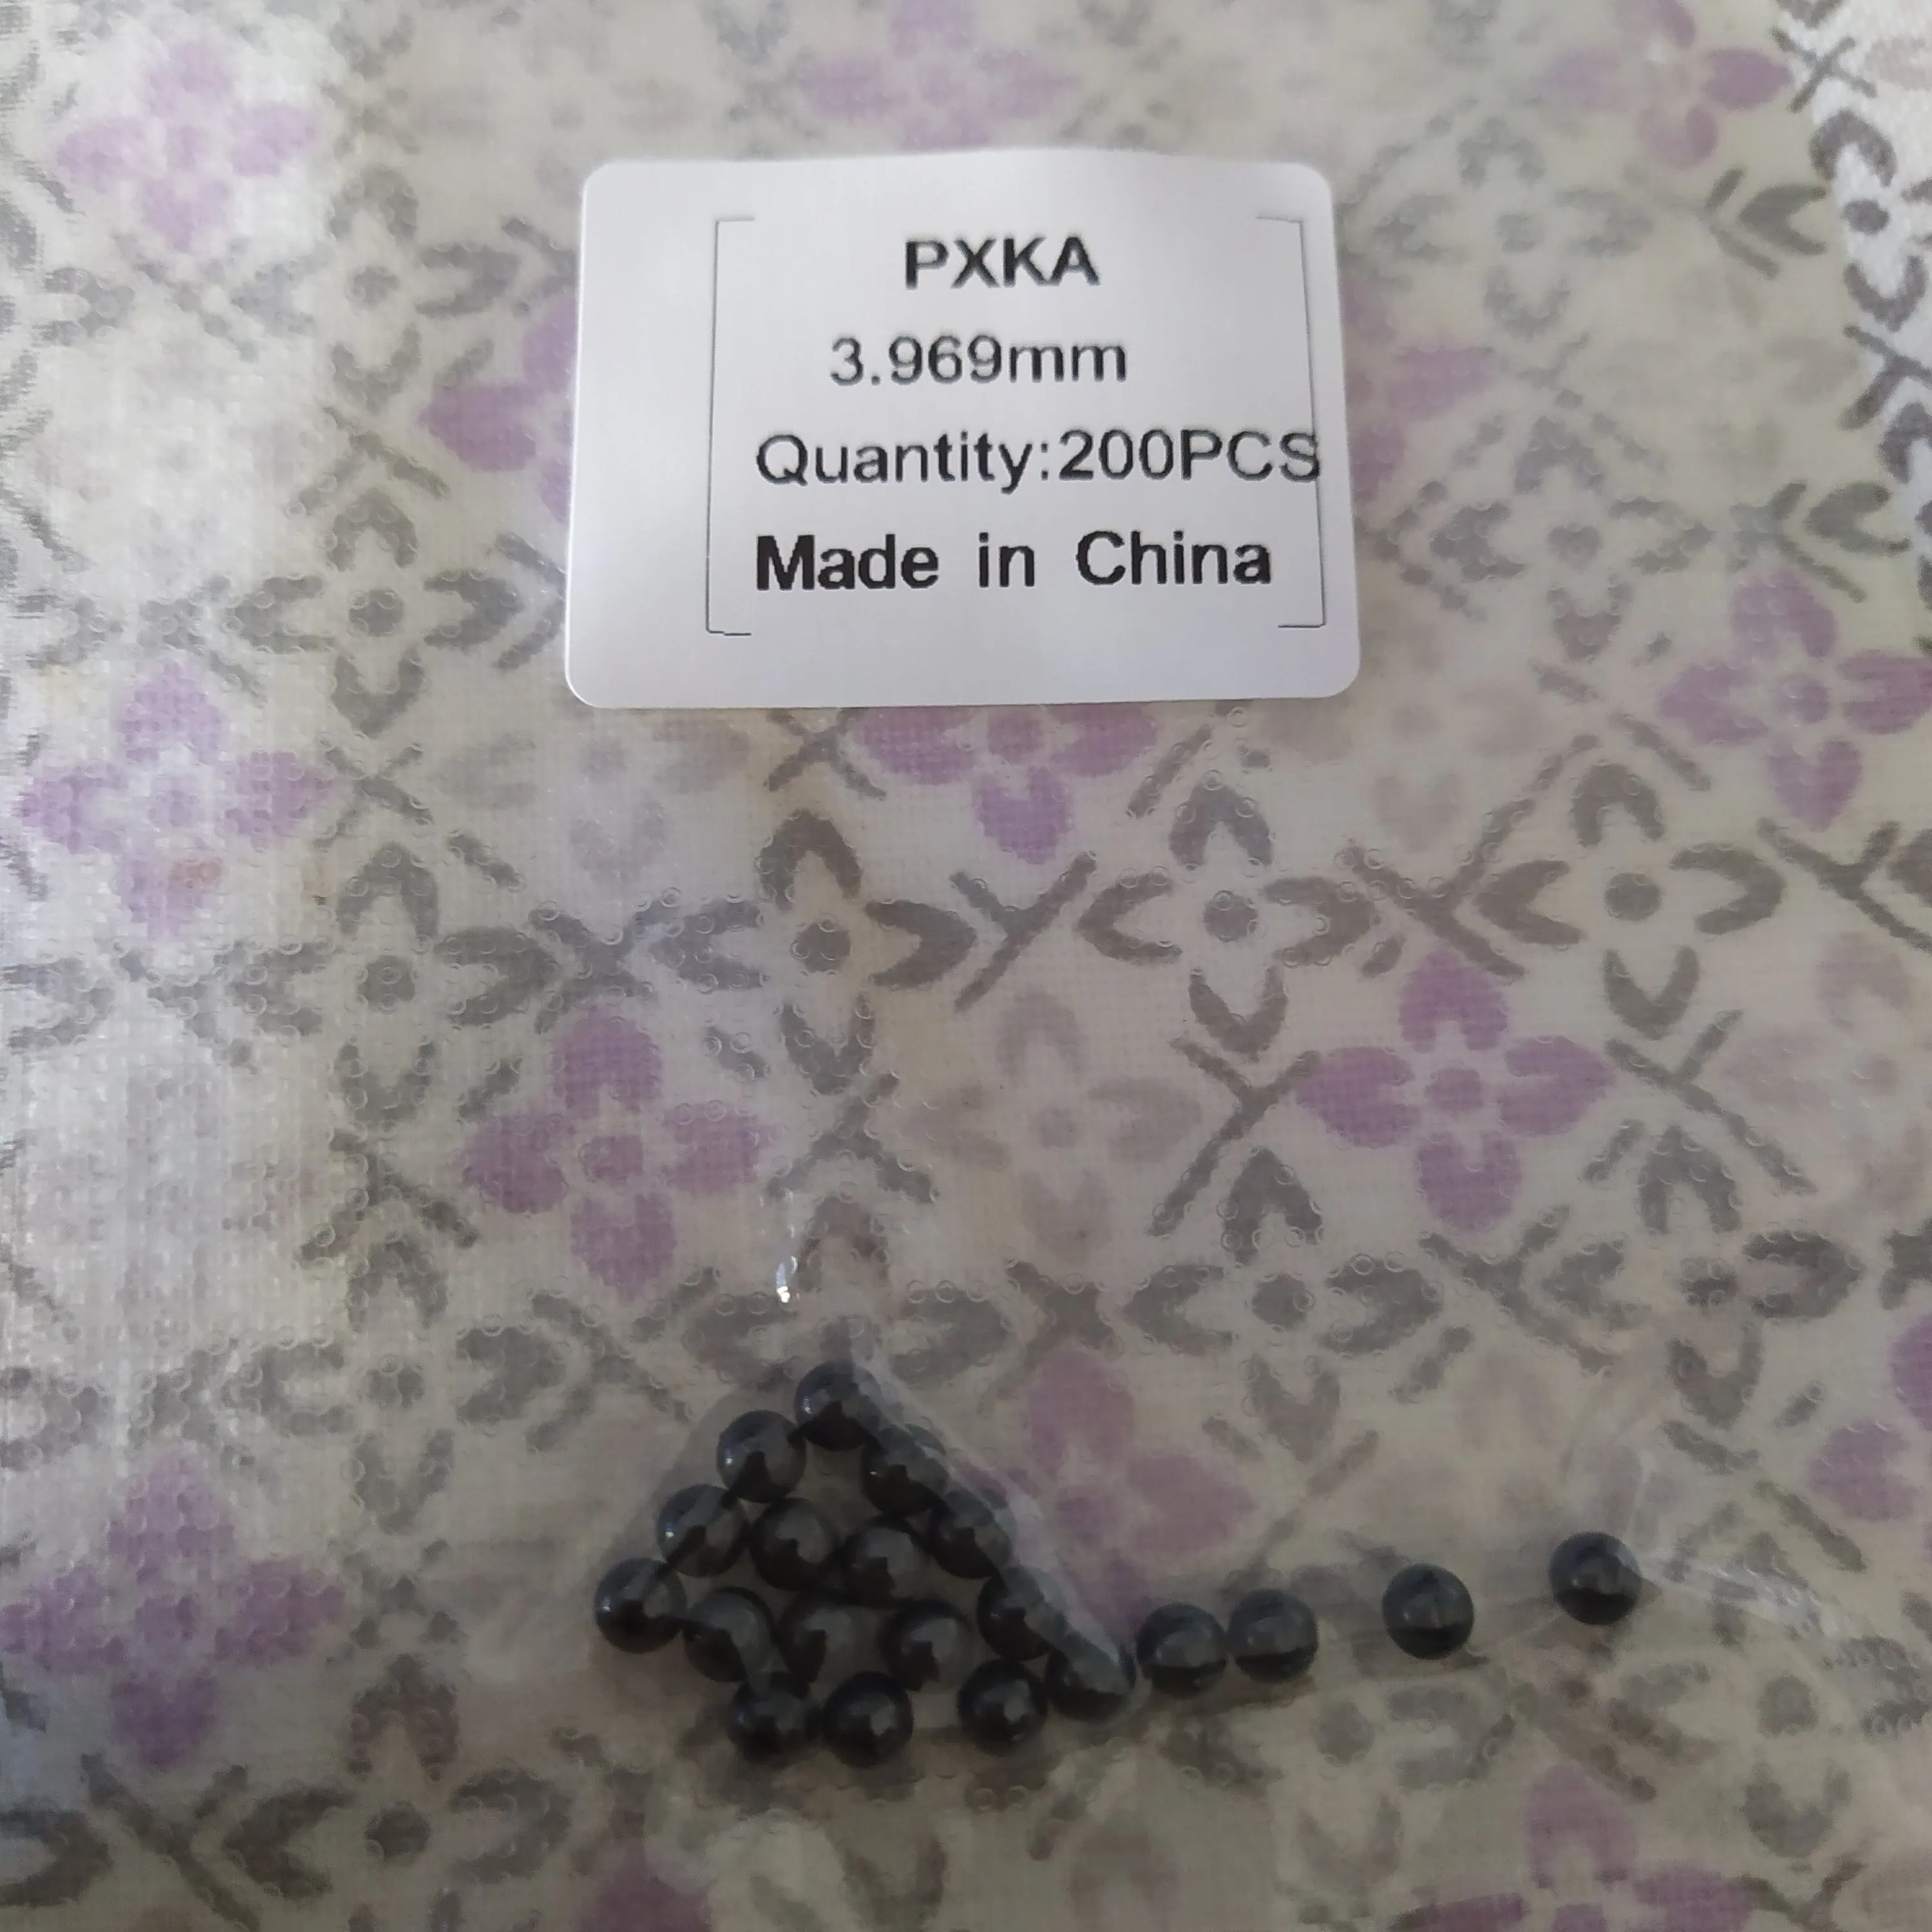 PXKA
3.969mm
Quantity:200PCS
Made in China